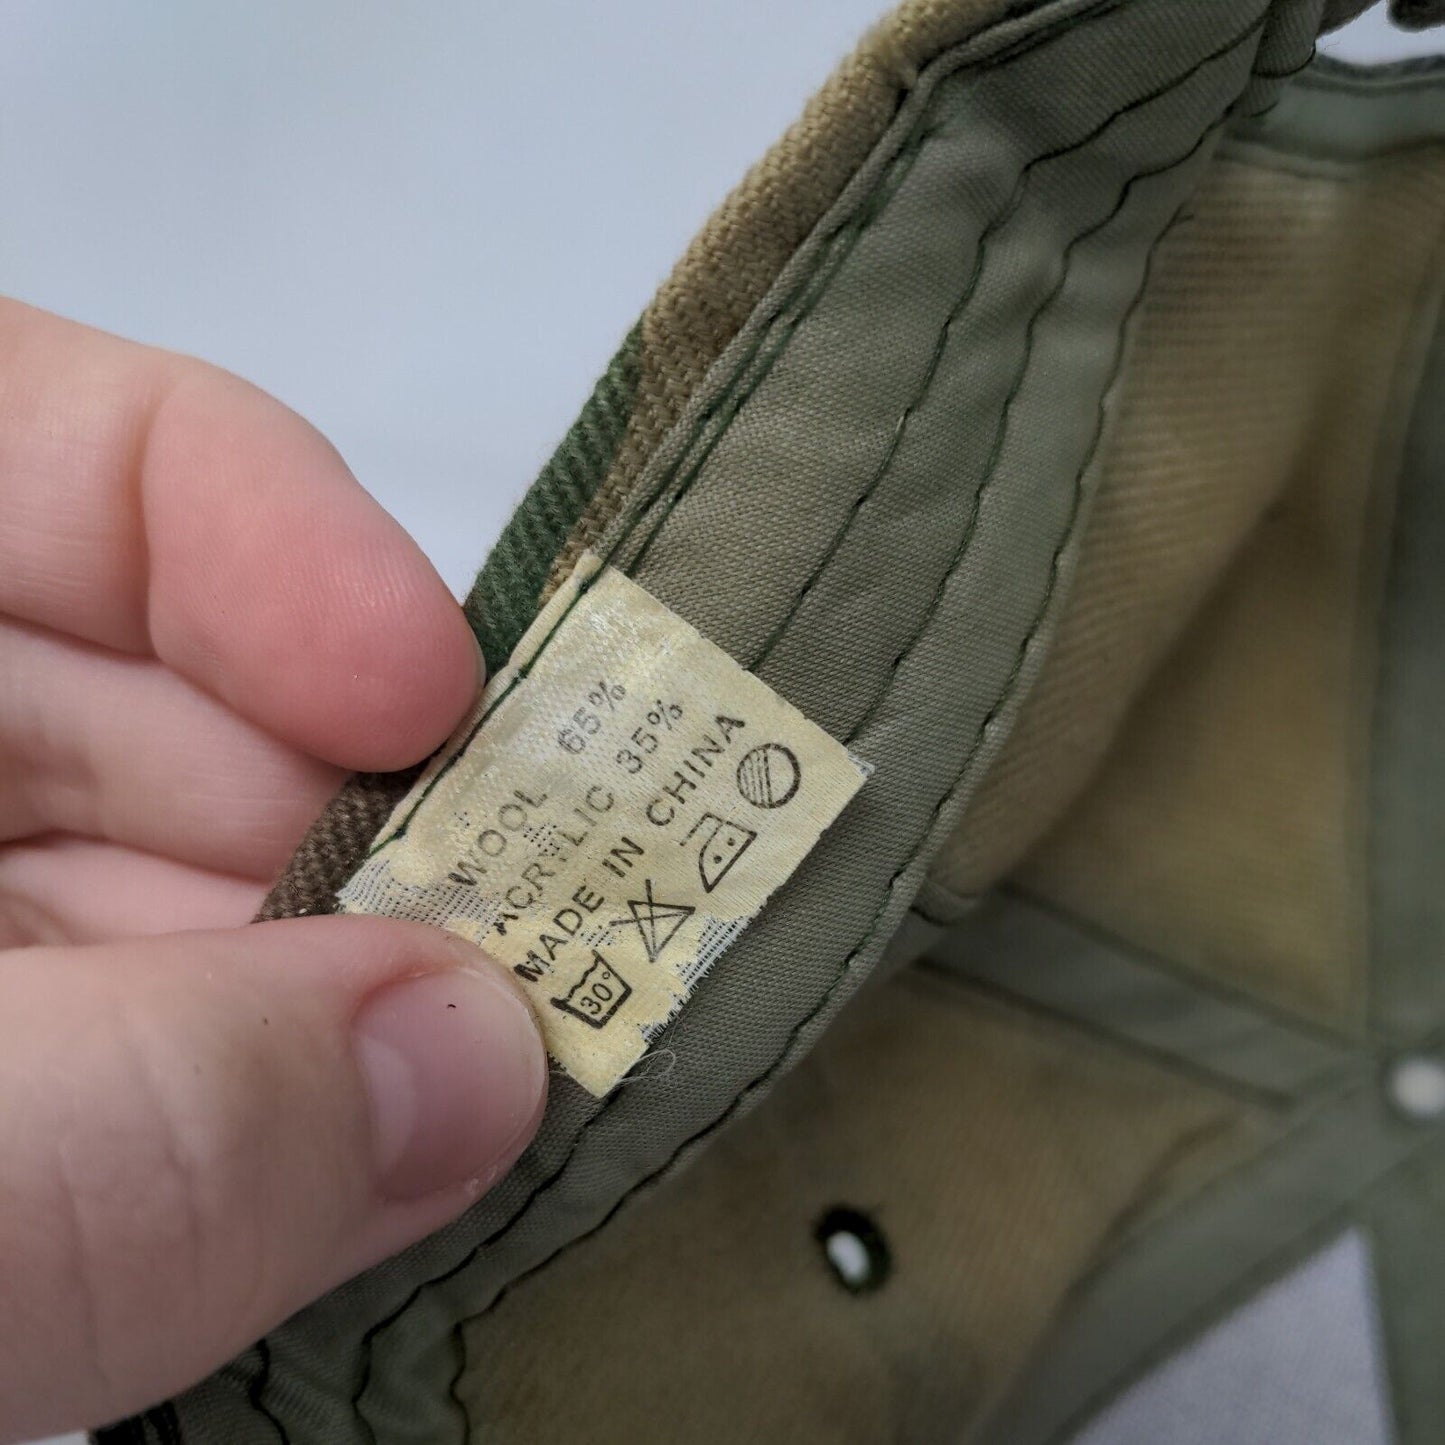 WOOL 65%
ACRYLIC 35%
MADE IN CHINA
30°